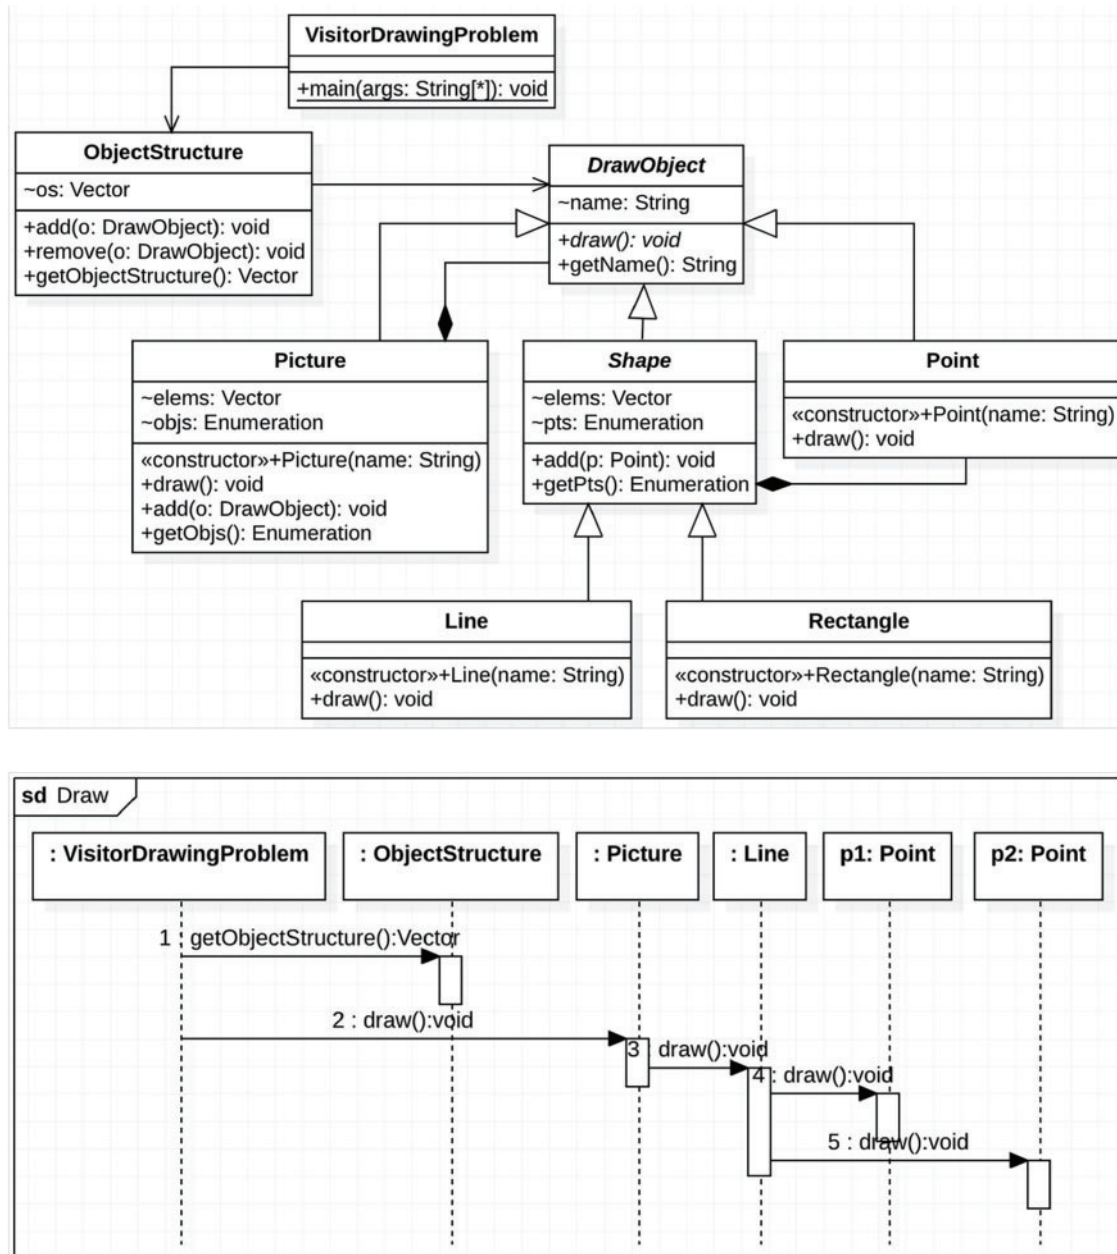 VisitorDrawingProblem
+main(args: String[*]): void
ObjectStructure
~os: Vector
+add(o: DrawObject): void
+remove(o: DrawObject): void
+getObjectStructure(): Vector
DrawObject
~name: String
+draw(): void
+getName(): String
Picture
~elems: Vector
~objs: Enumeration
«constructor»+Picture(name: String)
+draw(): void
+add(o: DrawObject): void
+getObjs(): Enumeration
Shape
~elems: Vector
~pts: Enumeration
+add(p: Point): void
+getPts(): Enumeration
Point
«constructor»+Point(name: String)
+draw(): void
Line
«constructor»+Line(name: String)
+draw(): void
Rectangle
«constructor»+Rectangle(name: String)
+draw(): void
sd Draw
: VisitorDrawingProblem
: ObjectStructure
: Picture
: Line
p1: Point
p2: Point
1 : getObjectStructure():Vector
2 : draw():void
3 : draw():void
4 : draw():void
5 : draw():void